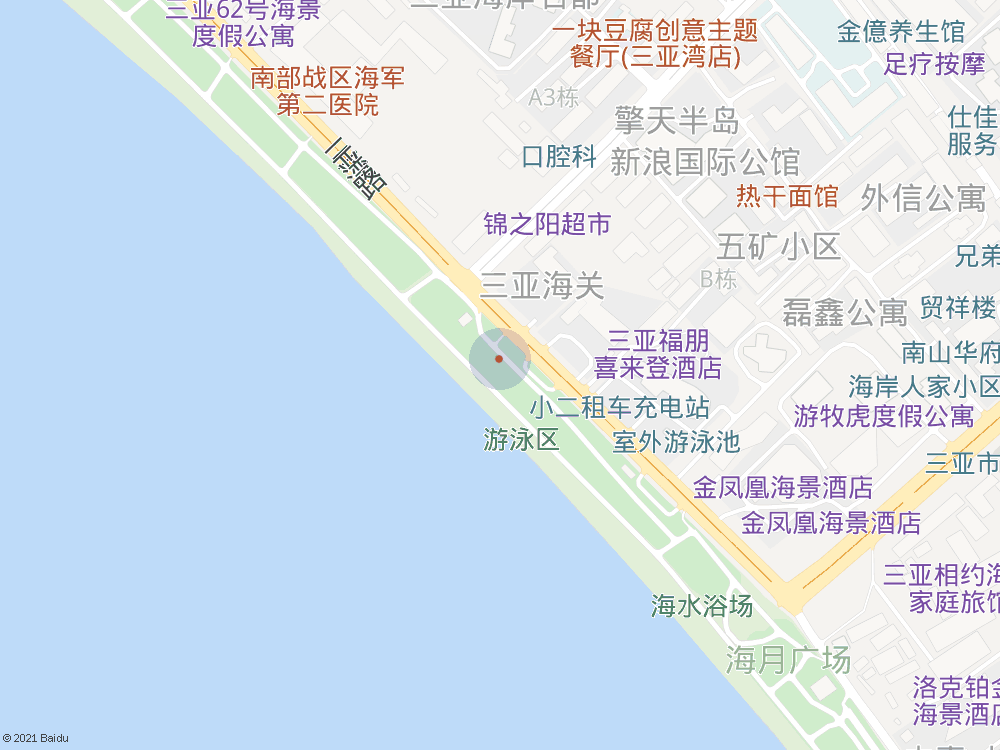 三亚62号海景
度假公寓
三亚海岸名都
一块豆腐创意主题
餐厅(三亚湾店)
金億养生馆
足疗按摩
南部战区海军
第二医院
A3栋
擎天半岛
仕佳
服务
三亚湾路
口腔科
新浪国际公馆
热干面馆
外信公寓
锦之阳超市
五矿小区
兄弟
三亚海关
B栋
磊鑫公寓
贸祥楼
三亚福朋
喜来登酒店
南山华府
海岸人家小区
小二租车充电站
游牧虎度假公寓
游泳区
室外游泳池
三亚市
金凤凰海景酒店
金凤凰海景酒店
三亚相约海
家庭旅馆
海水浴场
海月广场
洛克铂金
海景酒店
© 2021 Baidu